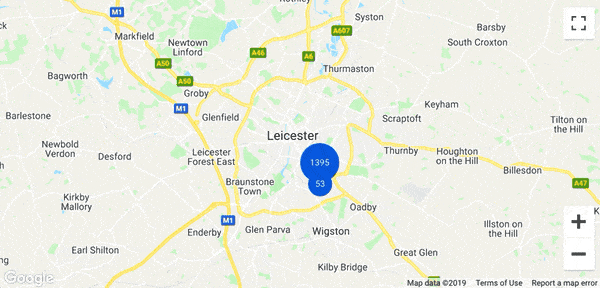 Rothley
Syston
Barsby
M1
Markfield
A607
Newtown
Linford
A46
A6
South Croxton
A50
Thurmaston
Bagworth
A50
Groby
Keyham
M1
Barlestone
Glenfield
Scraptoft
Tilton on
the Hill
Leicester
Newbold
Verdon
Desford
Leicester
Forest East
Thurnby
Houghton
on the Hill
1395
Billesdon
Braunstone
Town
53
A47
Kirkby
Mallory
Oadby
M1
Enderby
Glen Parva
Wigston
Illston on
the Hill
Earl Shilton
Great Glen
Kilby Bridge
Google
Map data ©2019
Terms of Use
Report a map error